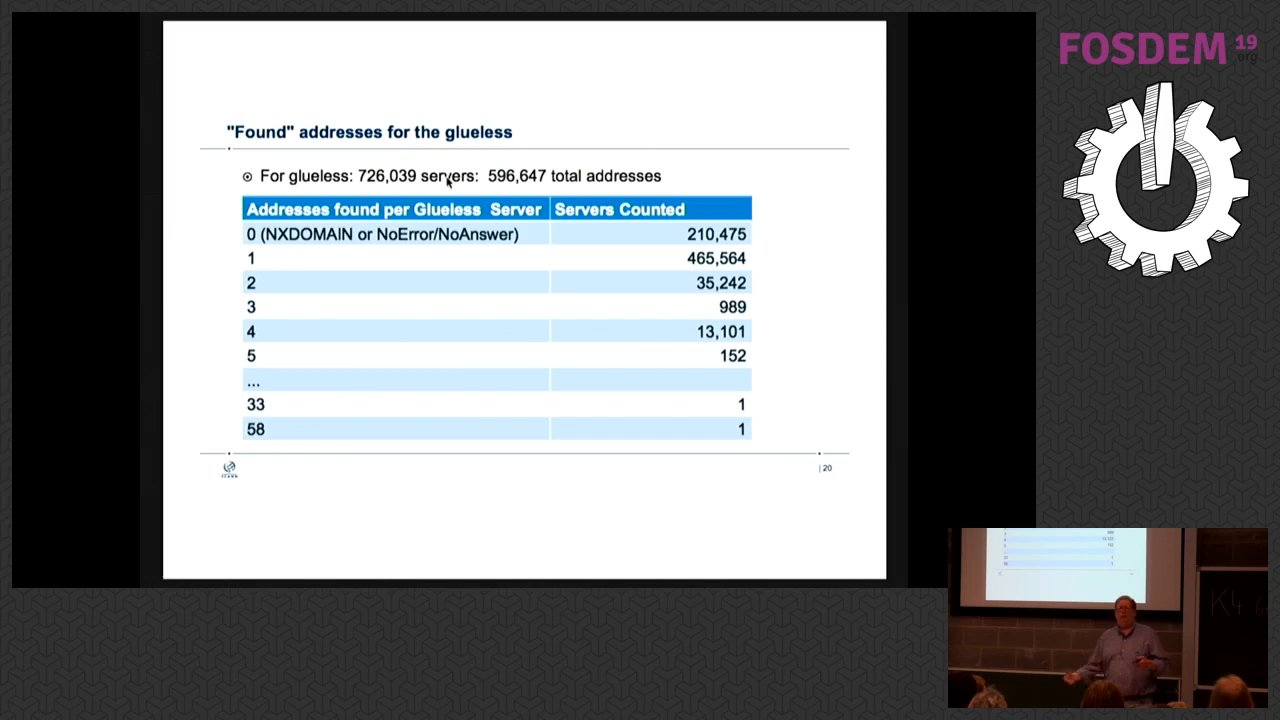 FOSDEM 19
.org
"Found" addresses for the glueless
For glueless: 726,039 servers: 596,647 total addresses
Addresses found per Glueless Server Servers Counted
0 (NXDOMAIN or NoError/NoAnswer) 210,475
1 465,564
2 35,242
3 989
4 13,101
5 152
...
33 1
58 1
| 20
K4